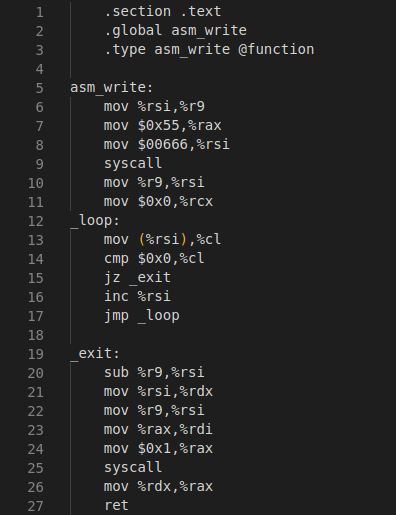 1 .section .text
2 .global asm_write
3 .type asm_write @function
4
5 asm_write:
6 mov %rsi,%r9
7 mov $0x55,%rax
8 mov $00666,%rsi
9 syscall
10 mov %r9,%rsi
11 mov $0x0,%rcx
12 _loop:
13 mov (%rsi),%cl
14 cmp $0x0,%cl
15 jz _exit
16 inc %rsi
17 jmp _loop
18
19 _exit:
20 sub %r9,%rsi
21 mov %rsi,%rdx
22 mov %r9,%rsi
23 mov %rax,%rdi
24 mov $0x1,%rax
25 syscall
26 mov %rdx,%rax
27 ret